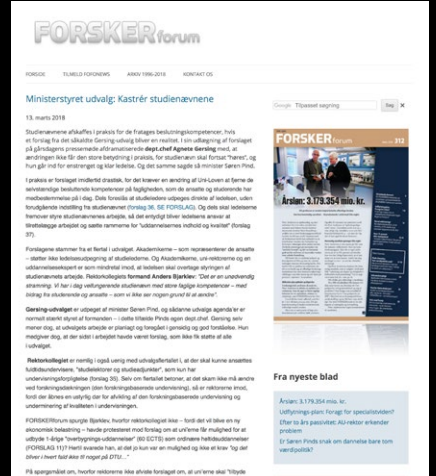 FORSKERforum
FORSIDE TILMELD FOFONEWS ARKIV 1996-2018 KONTAKT OS
Ministerstyret udvalg: Kastrér studienævnene
13. marts 2018
Studienævnene afskaffes i praksis for de fratages beslutningskompetencer, hvis
et forslag fra det såkaldte Gersing-udvalg bliver en realitet. I sin udlægning af forslaget
på gårsdagens pressemøde afdramatiserede dept.chef Agnete Gersing med, at
ændringen ikke får den store betydning i praksis, for studienævn skal fortsat "høres", og
hun går ind for enstrenget og klar ledelse. Og det samme sagde så minister Søren Pind.
I praksis er forslaget imidlertid drastisk, for det kræver en ændring af Uni-Loven at fjerne de
selvstændige besluttende kompetencer på fagligheden, som de ansatte og studerende har
medbestemmelse på i dag. Dels foreslås at studieledere udpeges direkte af ledelsen, uden
forudgående indstilling fra studienævnet (forslag 36, SE FORSLAG). Og dels skal ledelserne
fremover styre studienævnenes arbejde, så det entydigt bliver ledelsens ansvar at
tilrettelægge arbejdet og sætte rammerne for "uddannelsernes indhold og kvalitet" (forslag
37).
Forslagene stammer fra et flertal i udvalget. Akademikerne – som repræsenterer de ansatte
– støtter ikke ledelsesudpegning af studielederne. Og Akademikerne, uni-rektorerne og en
uddannelsesekspert er som mindretal imod, at ledelsen skal overtage styringen af
studienævnets arbejde. Rektorkollegiets formand Anders Bjarklev: "Det er en unødvendig
stramning. Vi har i dag velfungerende studienævn med store faglige kompetencer – med
bidrag fra studerende og ansatte – som vi ikke ser nogen grund til at ændre".
Gersing-udvalget er udpeget af minister Søren Pind, og sådanne udvalgs agenda'er er
normalt stærkt styret af formanden – i dette tilfælde Pinds egen dept.chef. Gersing selv
mener dog, at udvalgets arbejde er planlagt og foregået i gensidig og god forståelse. Hun
medgiver dog, at der sidst i arbejdet havde været forslag, som ikke fik støtte af alle
i udvalget.
Rektorkollegiet er nemlig i også uenig med udvalgsflertallet i, at der skal kunne ansættes
fuldtidsundervisere, "studielektorer og studieadjunkter", som kun har
undervisningsforpligtelse (forslag 35). Selv om flertallet betoner, at det skam ikke må ændre
ved forskningsdækningen (den forskningsbaserede undervisning), så er rektorerne imod,
fordi der åbnes en ustyrlig dør for afvikling af den forskningsbaserede undervisning og
underminering af kvaliteten i undervisningen.
FORSKERforum spurgte Bjarklev, hvorfor rektorkollegiet ikke – fordi det vil blive en ny
økonomisk belastning – havde protesteret mod forslag om at uni'erne får mulighed for at
udbyde 1-årige "overbygnings-uddannelser" (60 ECTS) som ordinære heltidsuddannelser
(FORSLAG 11)? Hertil svarede han, at det jo kun var en mulighed og ikke et krav "og det
bliver i hvert fald ikke til noget på DTU..."
På spørgsmålet om, hvorfor rektorerne ikke afviste forslaget om, at uni'erne skal "tilbyde
Google Tilpasset søgning Søg ×
FORSKERforum 312
Årsløn: 3.179.354 mio. kr.
Fra nyeste blad
Årsløn: 3.179.354 mio. kr.
Udflytnings-plan: Foragt for specialistviden?
Efter to års passivitet: AU-rektor erkender
problem
Er Søren Pinds snak om dannelse bare tom
værdipolitik?